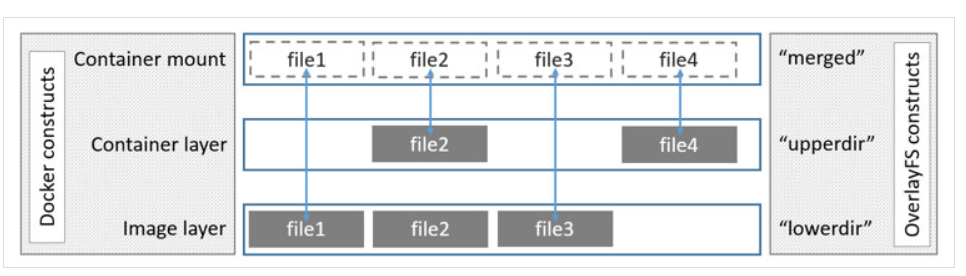 Docker constructs
Container mount
file1
file2
file3
file4
“merged”
Container layer
file2
file4
“upperdir”
Image layer
file1
file2
file3
“lowerdir”
OverlayFS constructs